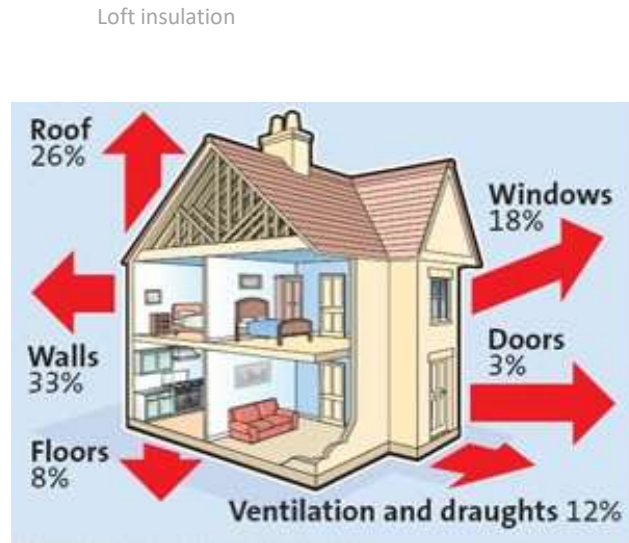 Loft insulation
Roof
26%
Windows
18%
Walls
33%
Doors
3%
Floors
8%
Ventilation and draughts 12%